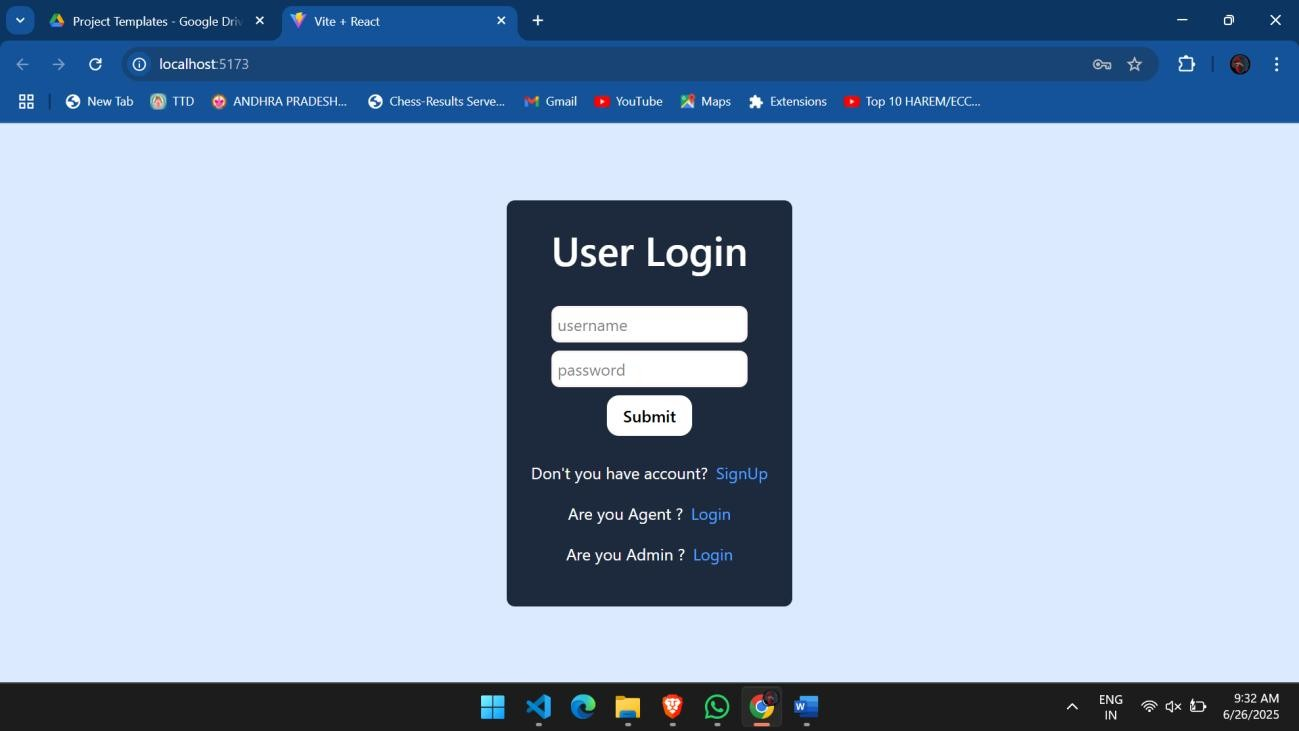 Project Templates - Google Driv
Vite + React
localhost:5173
New Tab
TTD
ANDHRA PRADESH...
Chess-Results Serve...
Gmail
YouTube
Maps
Extensions
Top 10 HAREM/ECC...
User Login
username
password
Submit
Don't you have account? SignUp
Are you Agent ? Login
Are you Admin ? Login
ENG
IN
9:32 AM
6/26/2025